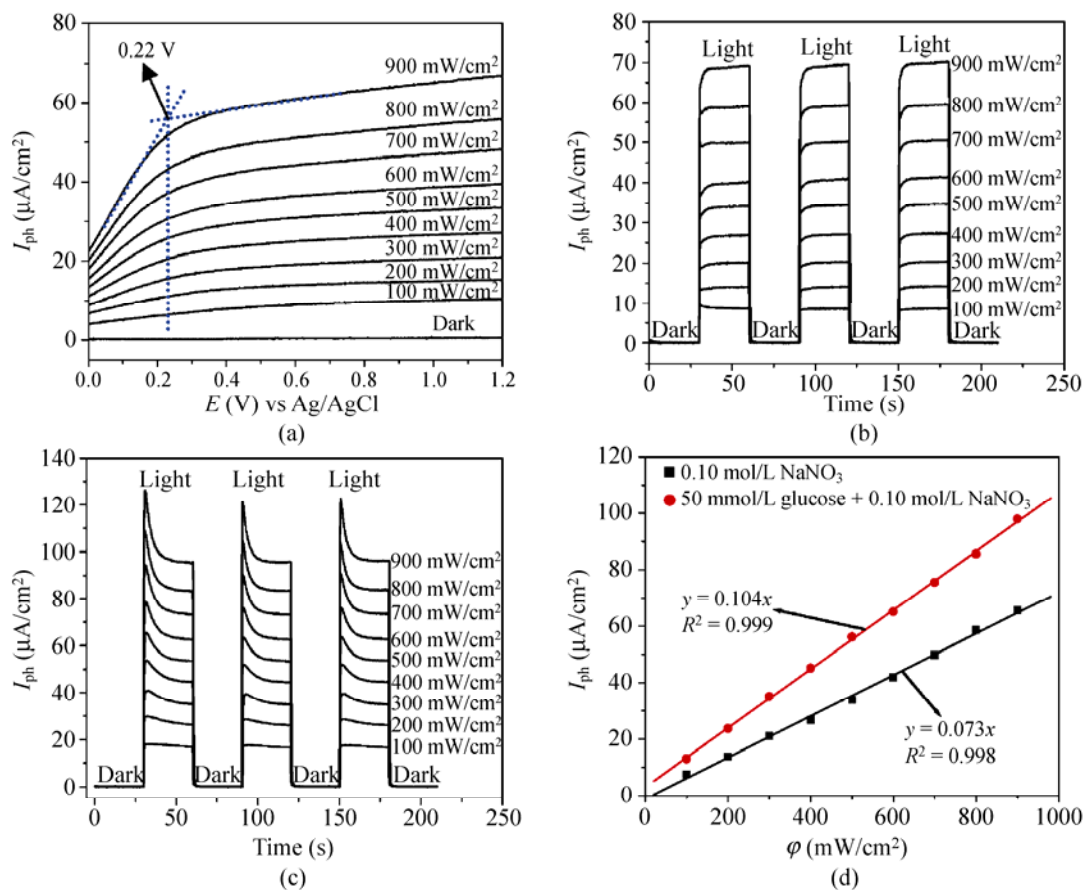 80
60
40
20
0
I_ph (μA/cm²)
0.22 V
900 mW/cm²
800 mW/cm²
700 mW/cm²
600 mW/cm²
500 mW/cm²
400 mW/cm²
300 mW/cm²
200 mW/cm²
100 mW/cm²
Dark
0.0 0.2 0.4 0.6 0.8 1.0 1.2
E (V) vs Ag/AgCl
(a)
80
70
60
50
40
30
20
10
0
I_ph (μA/cm²)
Light Light Light
900 mW/cm²
800 mW/cm²
700 mW/cm²
600 mW/cm²
500 mW/cm²
400 mW/cm²
300 mW/cm²
200 mW/cm²
100 mW/cm²
Dark Dark Dark Dark
0 50 100 150 200 250
Time (s)
(b)
140
120
100
80
60
40
20
0
I_ph (μA/cm²)
Light Light Light
900 mW/cm²
800 mW/cm²
700 mW/cm²
600 mW/cm²
500 mW/cm²
400 mW/cm²
300 mW/cm²
200 mW/cm²
100 mW/cm²
Dark Dark Dark Dark
0 50 100 150 200 250
Time (s)
(c)
120
100
80
60
40
20
0
I_ph (μA/cm²)
0.10 mol/L NaNO₃
50 mmol/L glucose + 0.10 mol/L NaNO₃
y = 0.104x
R² = 0.999
y = 0.073x
R² = 0.998
0 200 400 600 800 1000
φ (mW/cm²)
(d)